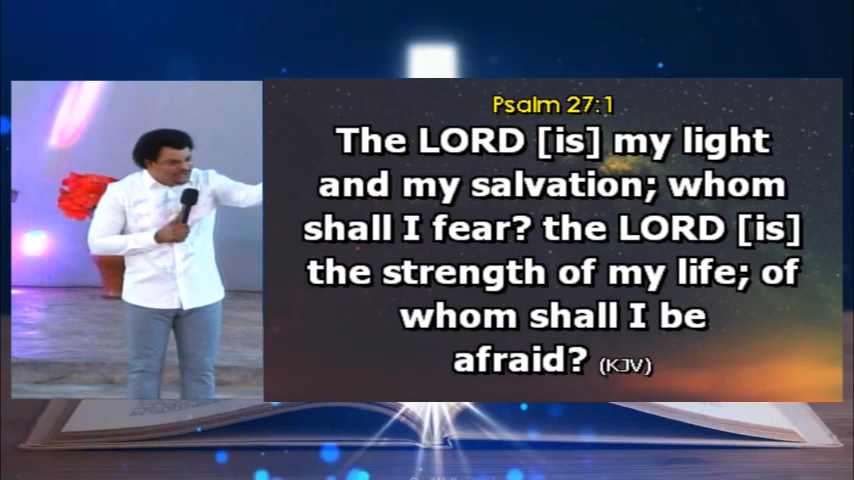 Psalm 27:1
The LORD [is] my light
and my salvation; whom
shall I fear? the LORD [is]
the strength of my life; of
whom shall I be
afraid? (KJV)